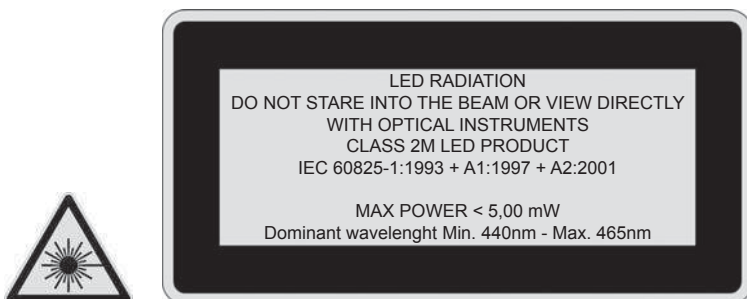 LED RADIATION
DO NOT STARE INTO THE BEAM OR VIEW DIRECTLY
WITH OPTICAL INSTRUMENTS
CLASS 2M LED PRODUCT
IEC 60825-1:1993 + A1:1997 + A2:2001
MAX POWER < 5,00 mW
Dominant wavelenght Min. 440nm - Max. 465nm